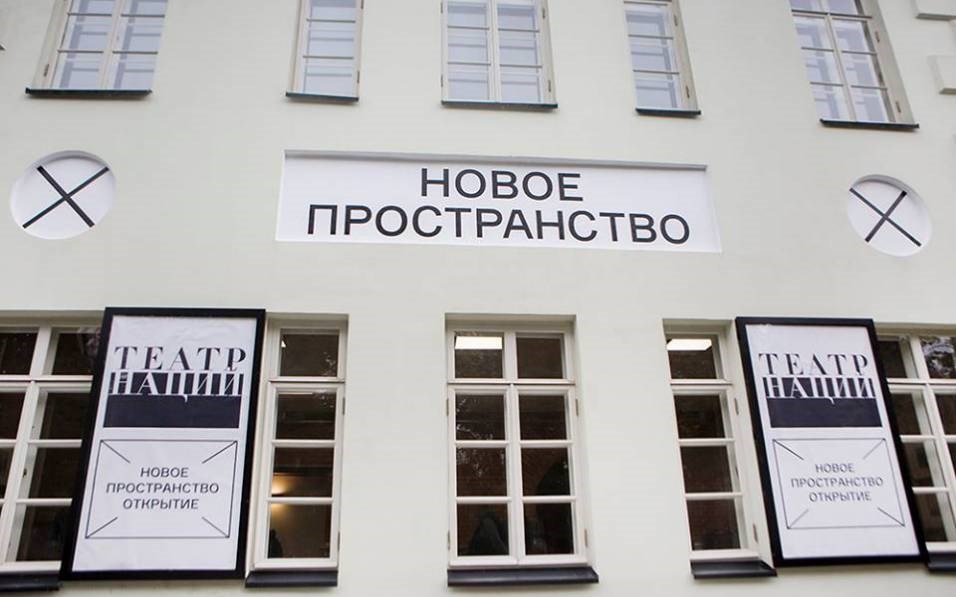 НОВОЕ
ПРОСТРАНСТВО
ТЕАТР
НАЦИЙ
НОВОЕ
ПРОСТРАНСТВО
ОТКРЫТИЕ
ТЕАТР
НАЦИЙ
НОВОЕ
ПРОСТРАНСТВО
ОТКРЫТИЕ